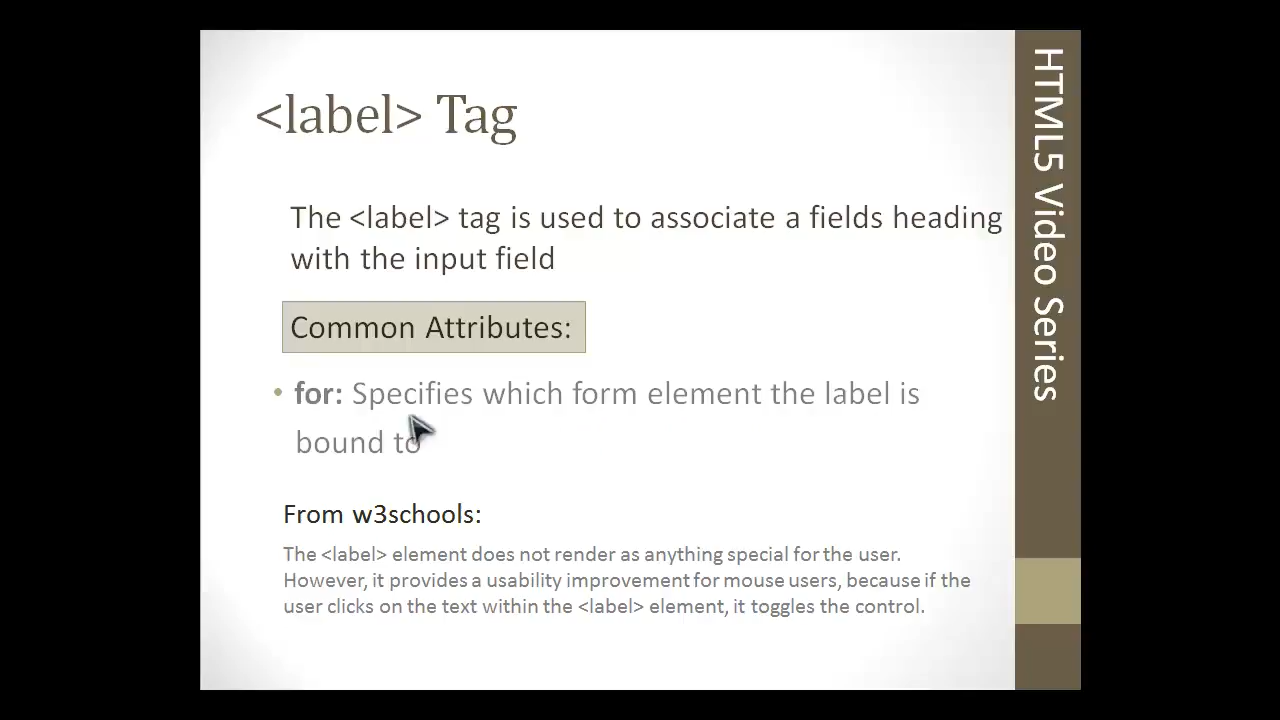 <label> Tag
The <label> tag is used to associate a fields heading
with the input field
Common Attributes:
• for: Specifies which form element the label is
bound to
From w3schools:
The <label> element does not render as anything special for the user.
However, it provides a usability improvement for mouse users, because if the
user clicks on the text within the <label> element, it toggles the control.
HTML5 Video Series